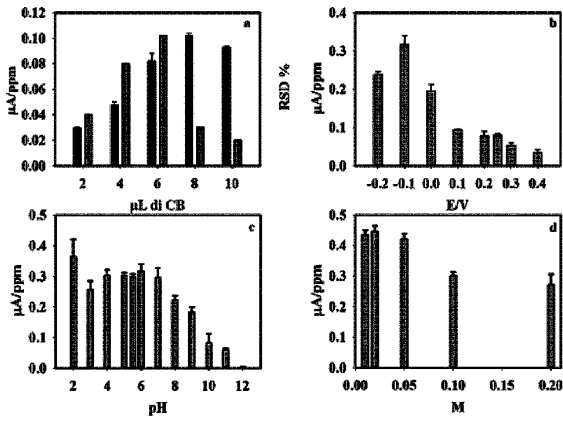 a
0.12
0.10
0.08
0.06
0.04
0.02
0.00
µA/ppm
RSD %
2 4 6 8 10
µL di CB
b
0.4
0.3
0.2
0.1
0.0
µA/ppm
-0.2 -0.1 0.0 0.1 0.2 0.3 0.4
E/V
c
0.5
0.4
0.3
0.2
0.1
0.0
µA/ppm
2 4 6 8 10 12
pH
d
0.5
0.4
0.3
0.2
0.1
0.0
µA/ppm
0.00 0.05 0.10 0.15 0.20
M